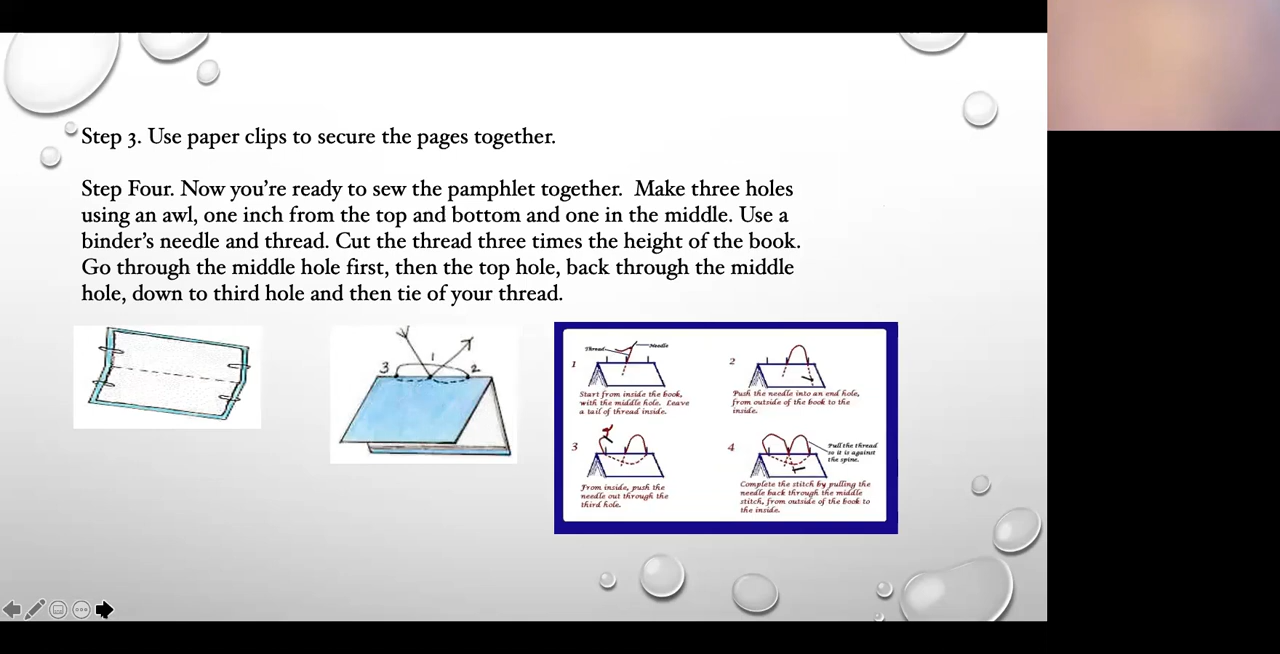 Step 3. Use paper clips to secure the pages together.
Step Four. Now you're ready to sew the pamphlet together.  Make three holes
using an awl, one inch from the top and bottom and one in the middle. Use a
binder's needle and thread. Cut the thread three times the height of the book.
Go through the middle hole first, then the top hole, back through the middle
hole, down to third hole and then tie of your thread.
3 1 2
1
Thread
Needle
Start from inside the book,
with the middle hole. Leave
a tail of thread inside.
2
Push the needle into an end hole,
from outside of the book to the
inside.
3
From inside, push the
needle out through the
third hole.
4
Pull the thread
so it is against
the spine.
Complete the stitch by pulling the
needle back through the middle
stitch, from outside of the book to
the inside.